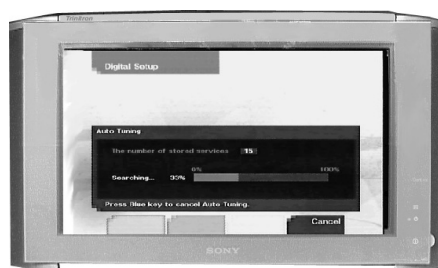 Trinitron
Digital Setup
Auto Tuning
The number of stored services 15
0% 100%
Searching... 33%
Press Blue key to cancel Auto Tuning.
Cancel
SONY